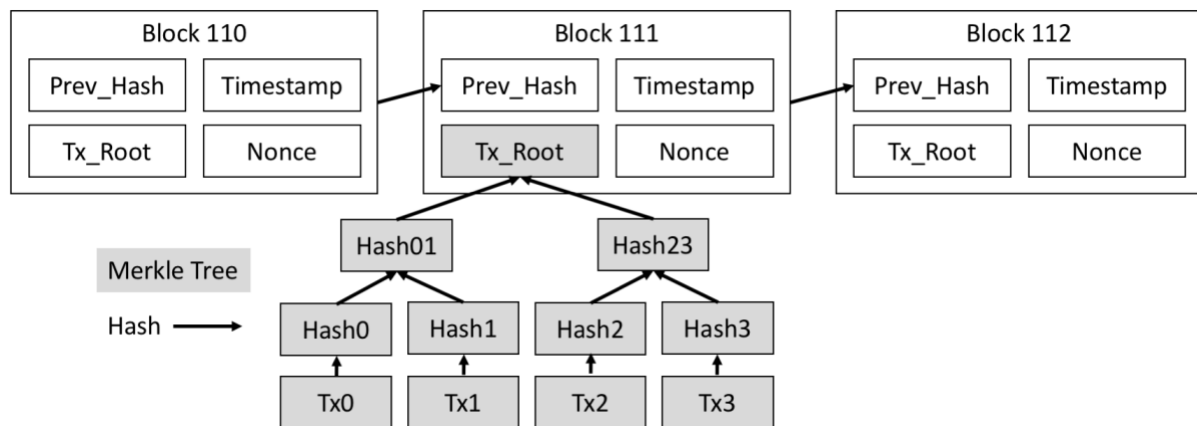 Block 110
Block 111
Block 112
Prev_Hash
Timestamp
Prev_Hash
Timestamp
Prev_Hash
Timestamp
Tx_Root
Nonce
Tx_Root
Nonce
Tx_Root
Nonce
Hash01
Hash23
Merkle Tree
Hash
Hash0
Hash1
Hash2
Hash3
Tx0
Tx1
Tx2
Tx3